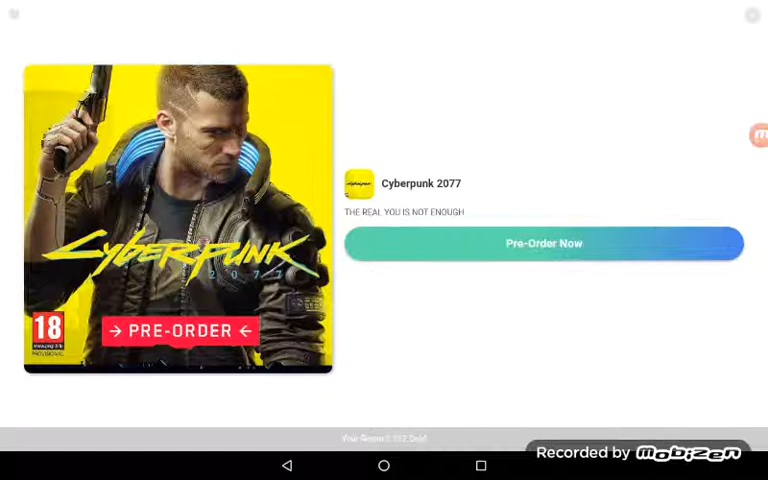 Cyberpunk 2077
THE REAL YOU IS NOT ENOUGH
Pre-Order Now
CYBERPUNK
2077
18
PROVISIONAL
→ PRE-ORDER ←
Recorded by MOBIZEN